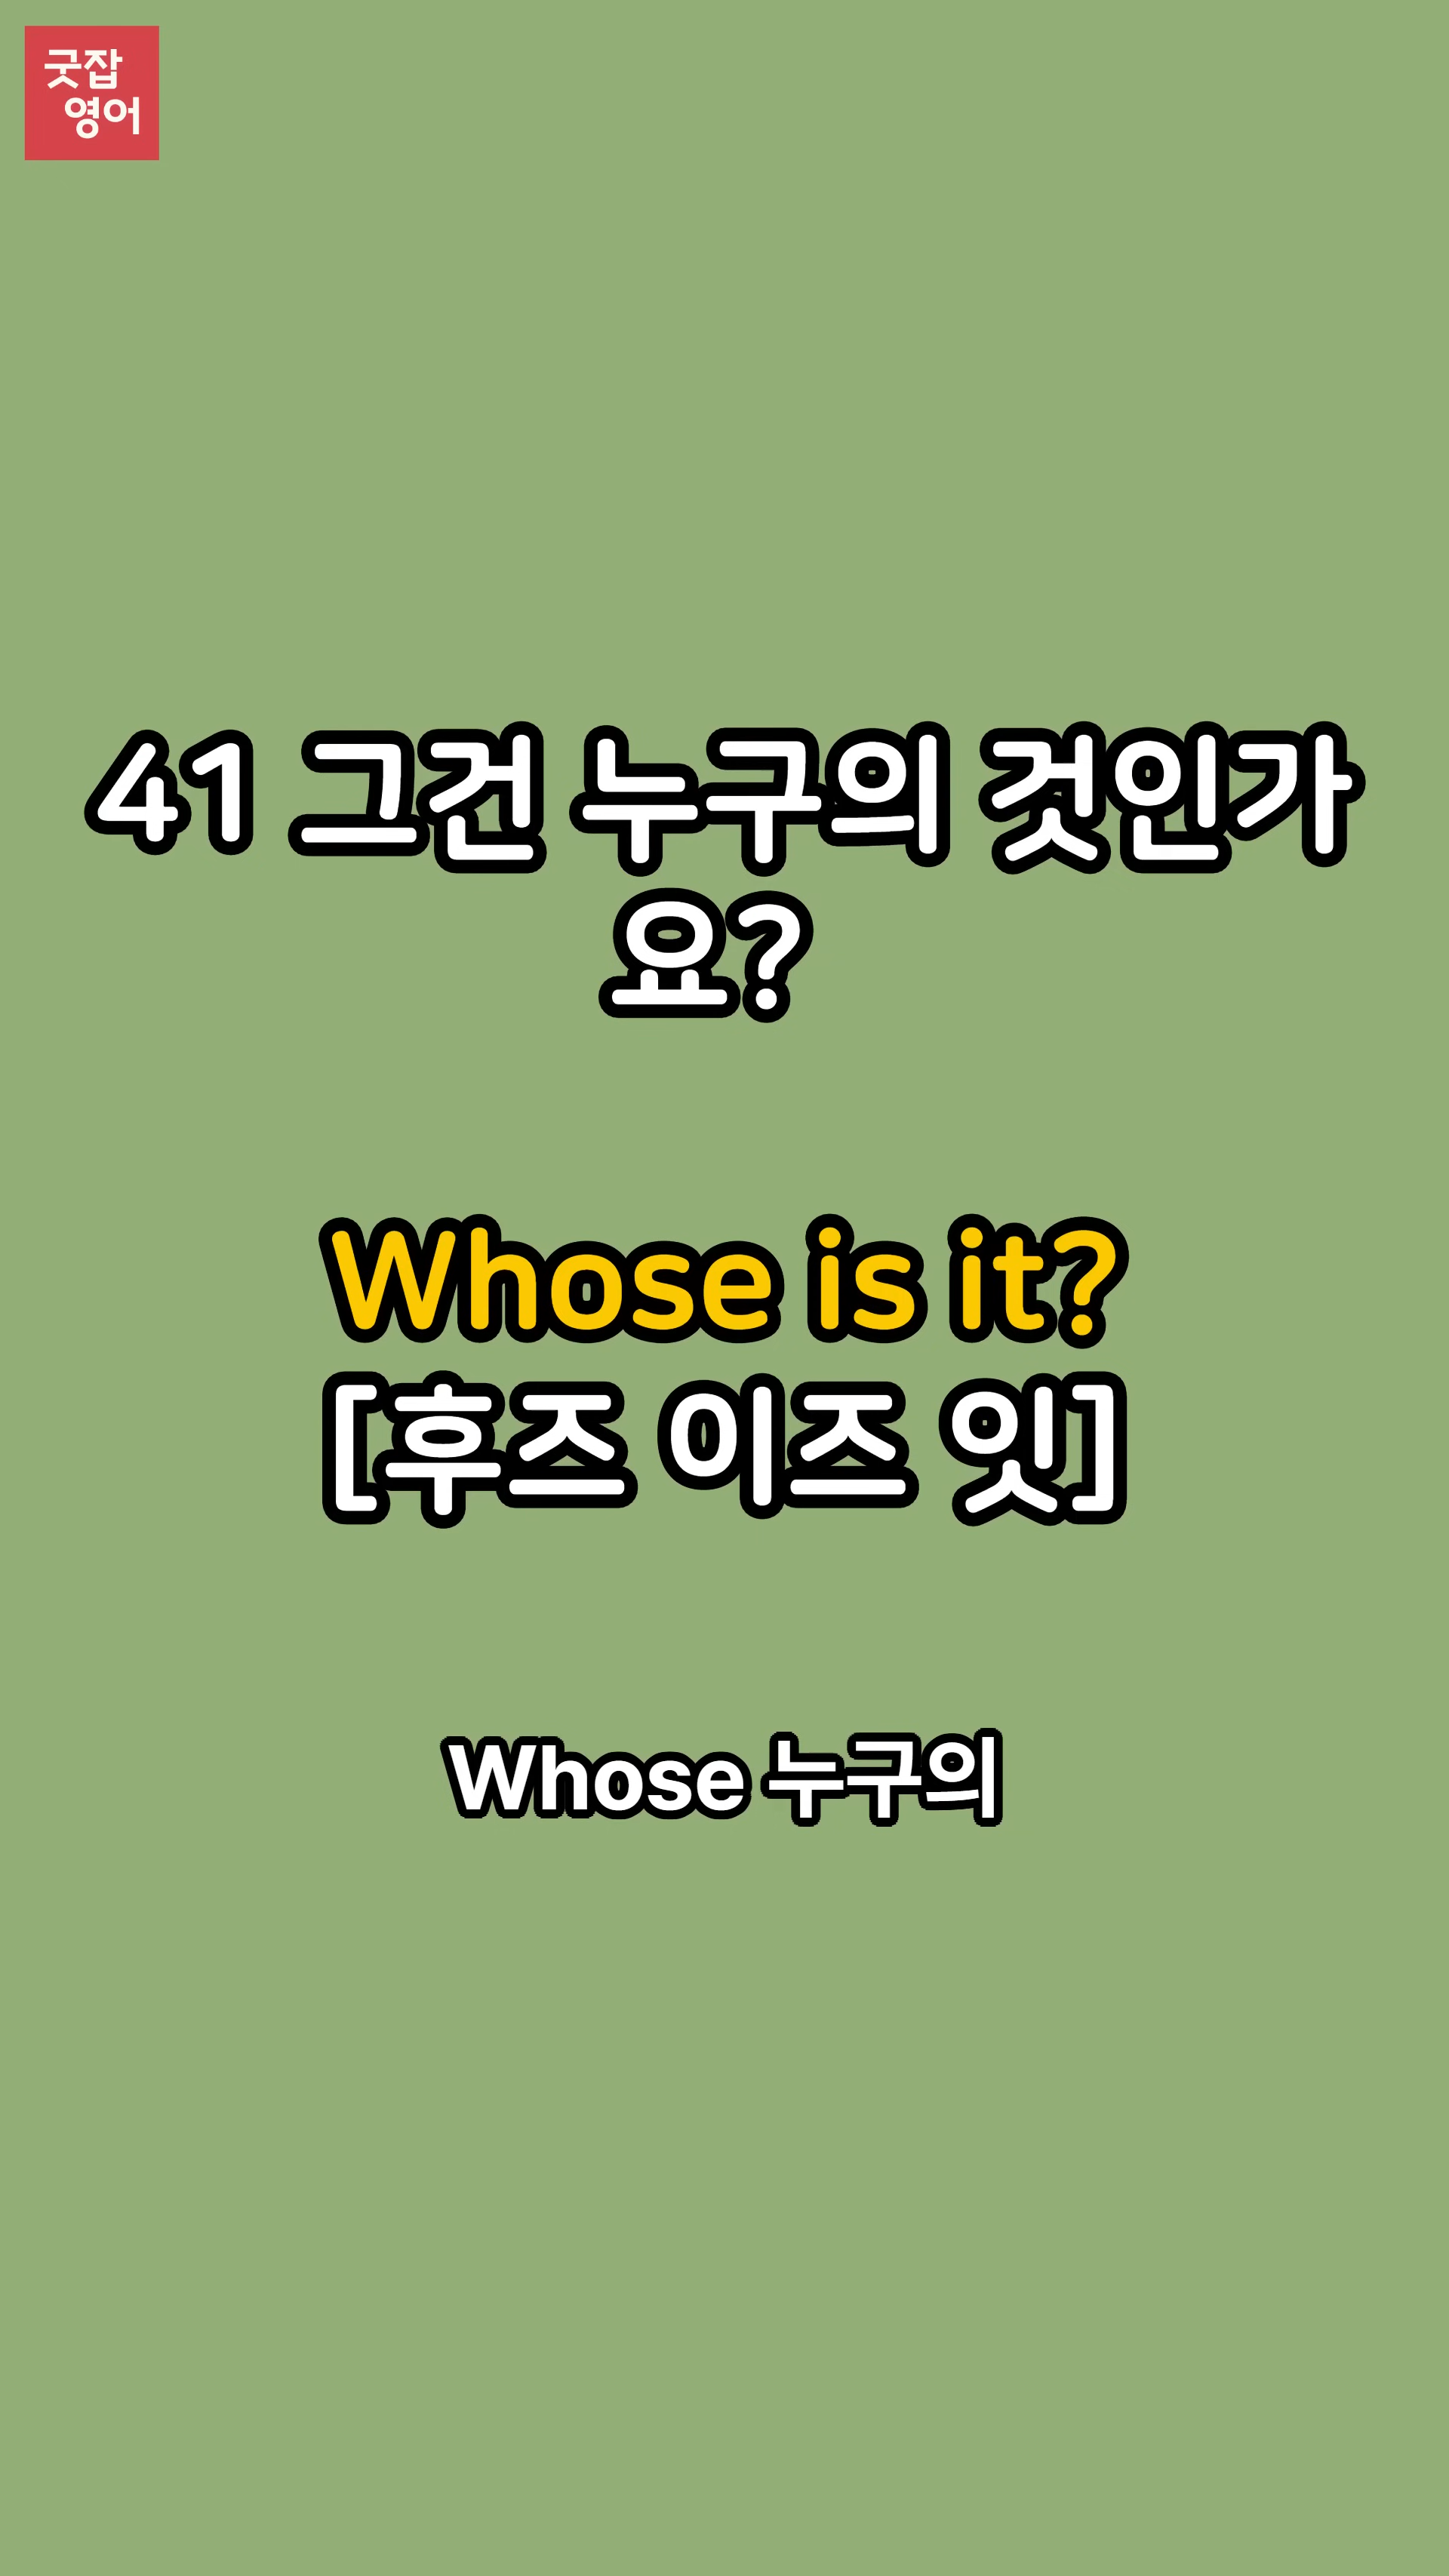 굿잡
영어
41 그건 누구의 것인가
요?
Whose is it?
[후즈 이즈 잇]
Whose 누구의